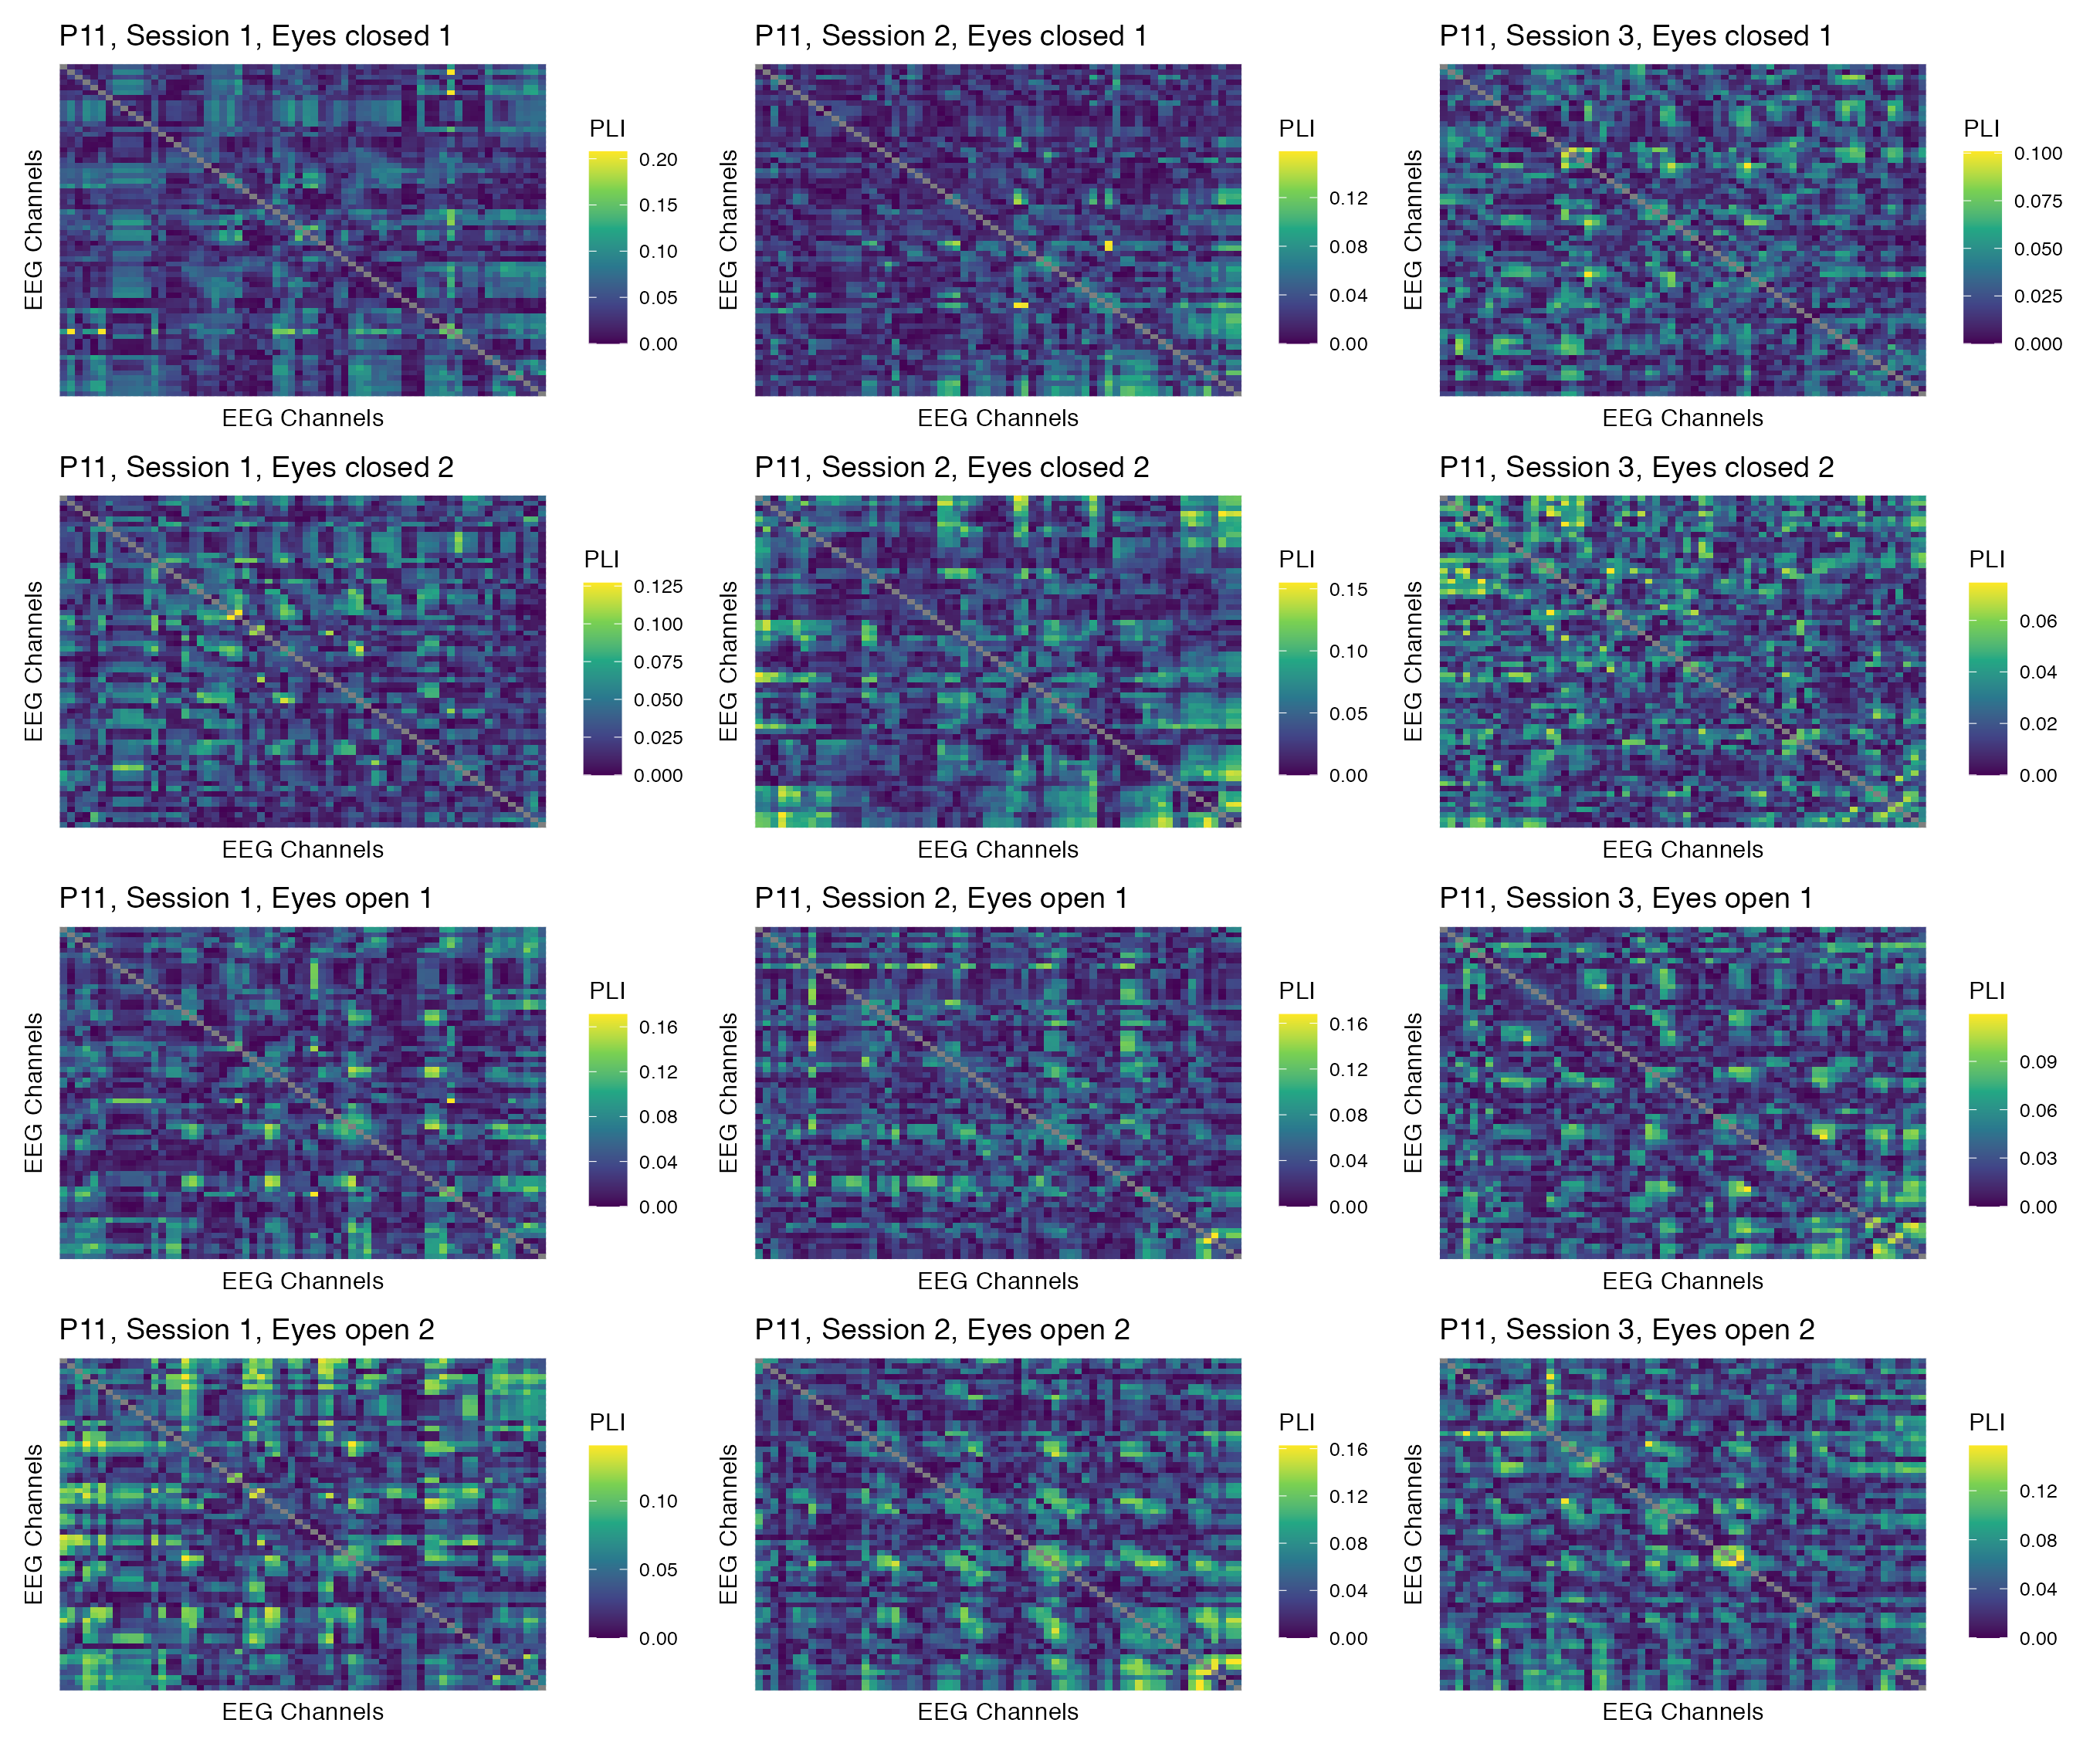 P11, Session 1, Eyes closed 1
P11, Session 2, Eyes closed 1
P11, Session 3, Eyes closed 1
EEG Channels
EEG Channels
PLI
0.20
0.15
0.10
0.05
0.00
EEG Channels
EEG Channels
PLI
0.12
0.08
0.04
0.00
EEG Channels
EEG Channels
PLI
0.100
0.075
0.050
0.025
0.000
P11, Session 1, Eyes closed 2
P11, Session 2, Eyes closed 2
P11, Session 3, Eyes closed 2
EEG Channels
EEG Channels
PLI
0.125
0.100
0.075
0.050
0.025
0.000
EEG Channels
EEG Channels
PLI
0.15
0.10
0.05
0.00
EEG Channels
EEG Channels
PLI
0.06
0.04
0.02
0.00
P11, Session 1, Eyes open 1
P11, Session 2, Eyes open 1
P11, Session 3, Eyes open 1
EEG Channels
EEG Channels
PLI
0.16
0.12
0.08
0.04
0.00
EEG Channels
EEG Channels
PLI
0.16
0.12
0.08
0.04
0.00
EEG Channels
EEG Channels
PLI
0.09
0.06
0.03
0.00
P11, Session 1, Eyes open 2
P11, Session 2, Eyes open 2
P11, Session 3, Eyes open 2
EEG Channels
EEG Channels
PLI
0.10
0.05
0.00
EEG Channels
EEG Channels
PLI
0.16
0.12
0.08
0.04
0.00
EEG Channels
EEG Channels
PLI
0.12
0.08
0.04
0.00